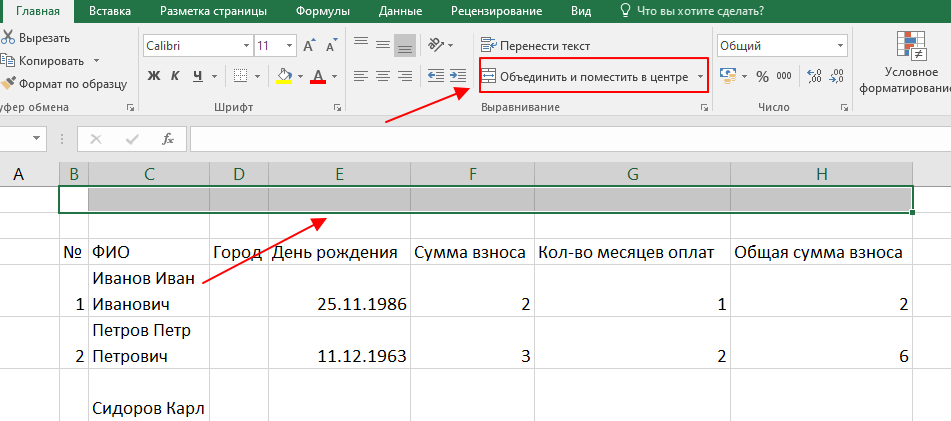 Главная Вставка Разметка страницы Формулы Данные Рецензирование Вид Что вы хотите сделать?
Вырезать
Копировать
Формат по образцу
уфер обмена
Calibri 11 A A
Ж К Ч А
Шрифт
Перенести текст
Объединить и поместить в центре
Выравнивание
Общий
% 000 ,00 ,0
Число
Условное
форматирование
fx
A B C D E F G H
№ ФИО Город День рождения Сумма взноса Кол-во месяцев оплат Общая сумма взноса
Иванов Иван
1 Иванович 25.11.1986 2 1 2
Петров Петр
2 Петрович 11.12.1963 3 2 6
Сидоров Карл